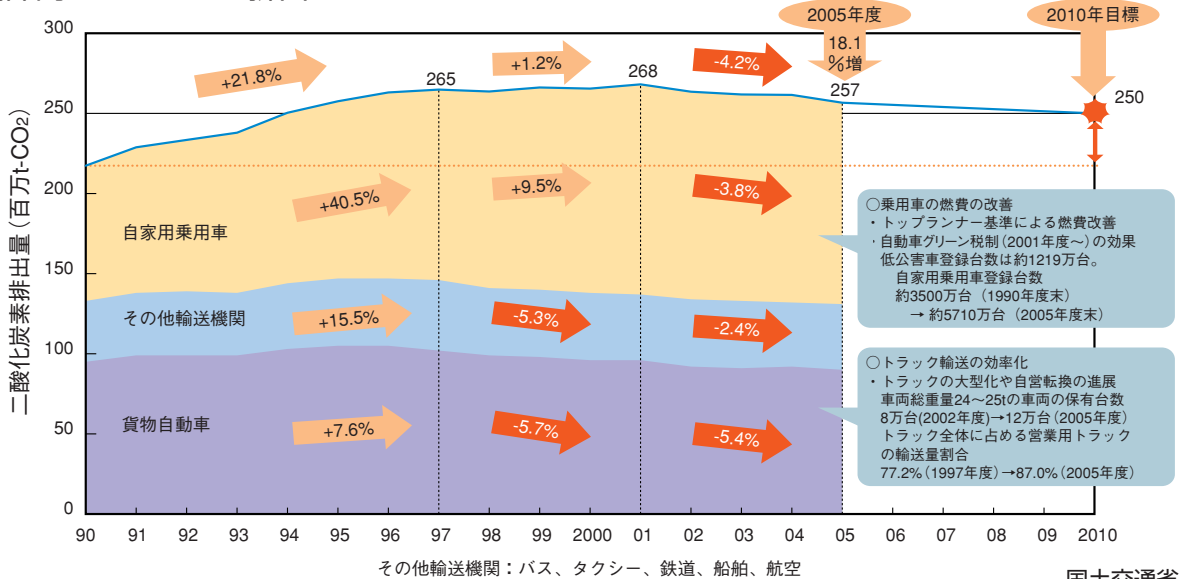 2005年度
2010年目標
300
250
200
150
100
50
0
二酸化炭素排出量(百万t-CO2)
+21.8%
+1.2%
-4.2%
18.1
%増
265
268
257
250
+40.5%
+9.5%
-3.8%
自家用乗用車
その他輸送機関
+15.5%
-5.3%
-2.4%
貨物自動車
+7.6%
-5.7%
-5.4%
○乗用車の燃費の改善
・トップランナー基準による燃費改善
・自動車グリーン税制(2001年度~)の効果
低公害車登録台数は約1219万台。
自家用乗用車登録台数
約3500万台(1990年度末)
→ 約5710万台(2005年度末)
○トラック輸送の効率化
・トラックの大型化や自営転換の進展
車両総重量24~25tの車両の保有台数
8万台(2002年度)→12万台(2005年度)
トラック全体に占める営業用トラック
の輸送量割合
77.2%(1997年度)→87.0%(2005年度)
90 91 92 93 94 95 96 97 98 99 2000 01 02 03 04 05 06 07 08 09 2010
その他輸送機関:バス、タクシー、鉄道、船舶、航空
国土交通省